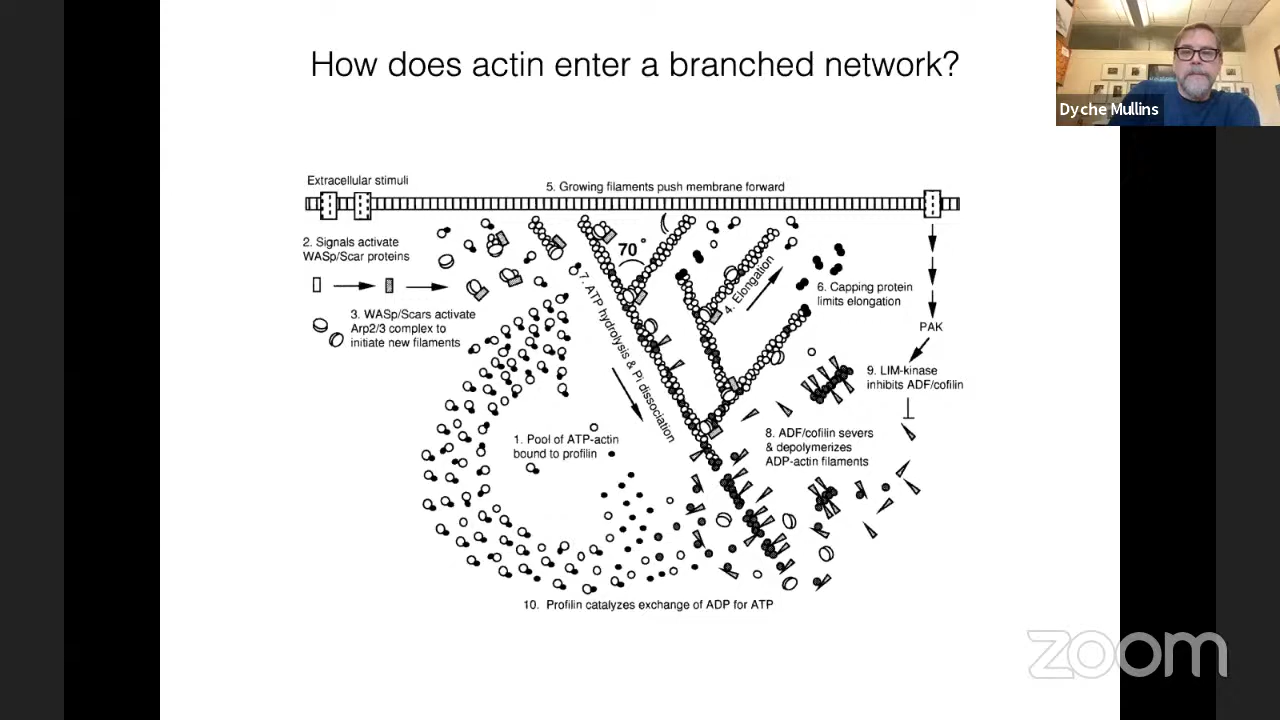 How does actin enter a branched network?
Dyche Mullins
Extracellular stimuli
5. Growing filaments push membrane forward
2. Signals activate
WASp/Scar proteins
70°
3. WASp/Scars activate
Arp2/3 complex to
initiate new filaments
7. ATP hydrolysis & Pi dissociation
4. Elongation
6. Capping protein
limits elongation
PAK
9. LIM-kinase
inhibits ADF/cofilin
1. Pool of ATP-actin
bound to profilin
8. ADF/cofilin severs
& depolymerizes
ADP-actin filaments
10. Profilin catalyzes exchange of ADP for ATP
zoom